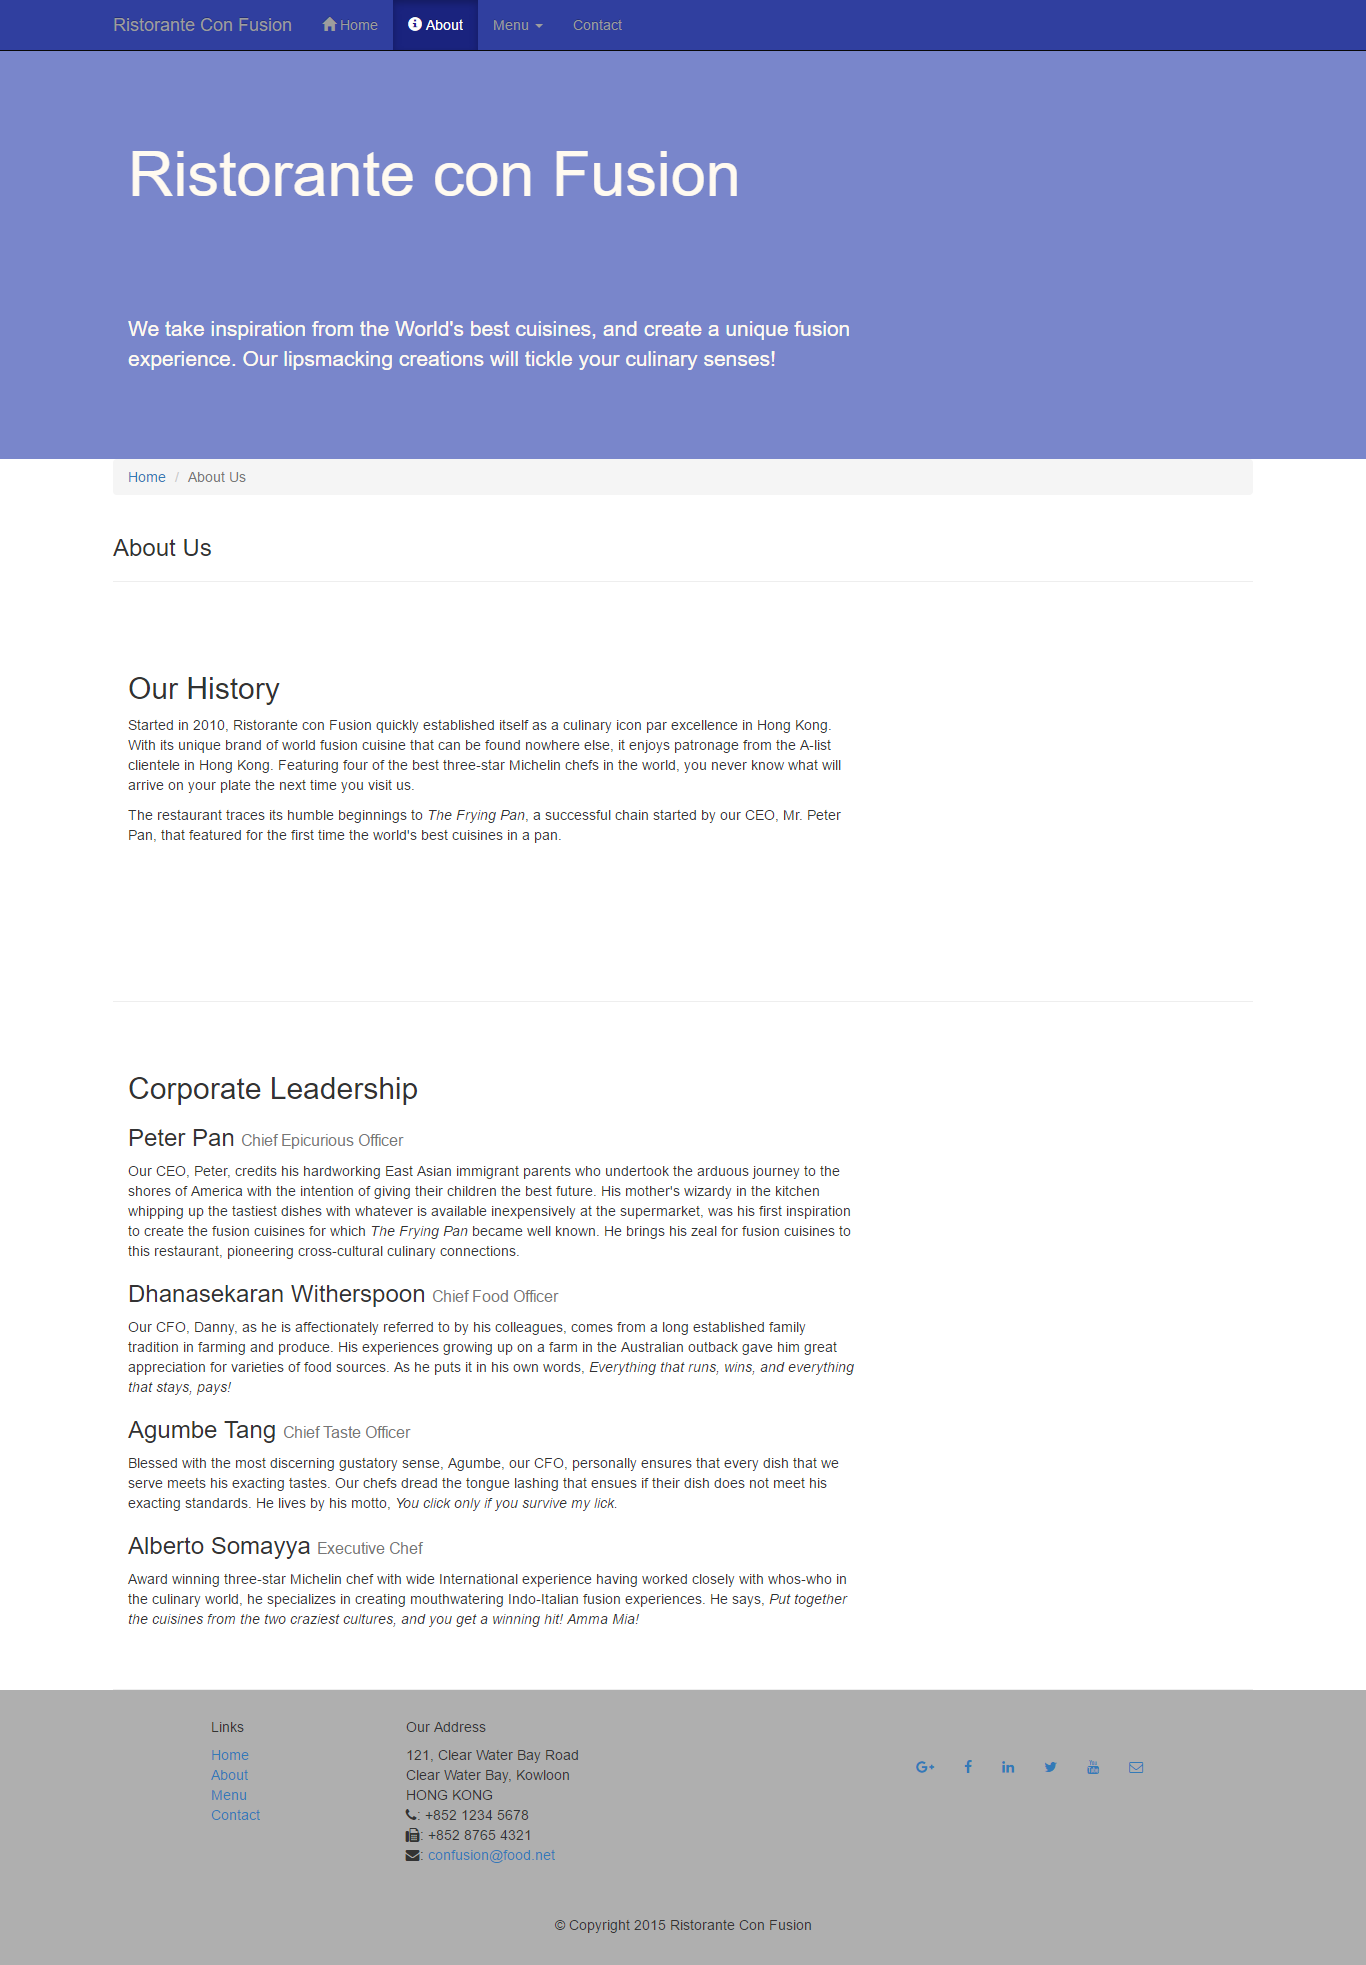 Ristorante Con Fusion Home About Menu Contact
Ristorante con Fusion
We take inspiration from the World's best cuisines, and create a unique fusion
experience. Our lipsmacking creations will tickle your culinary senses!
Home / About Us
About Us
Our History
Started in 2010, Ristorante con Fusion quickly established itself as a culinary icon par excellence in Hong Kong.
With its unique brand of world fusion cuisine that can be found nowhere else, it enjoys patronage from the A-list
clientele in Hong Kong. Featuring four of the best three-star Michelin chefs in the world, you never know what will
arrive on your plate the next time you visit us.
The restaurant traces its humble beginnings to The Frying Pan, a successful chain started by our CEO, Mr. Peter
Pan, that featured for the first time the world's best cuisines in a pan.
Corporate Leadership
Peter Pan Chief Epicurious Officer
Our CEO, Peter, credits his hardworking East Asian immigrant parents who undertook the arduous journey to the
shores of America with the intention of giving their children the best future. His mother's wizardy in the kitchen
whipping up the tastiest dishes with whatever is available inexpensively at the supermarket, was his first inspiration
to create the fusion cuisines for which The Frying Pan became well known. He brings his zeal for fusion cuisines to
this restaurant, pioneering cross-cultural culinary connections.
Dhanasekaran Witherspoon Chief Food Officer
Our CFO, Danny, as he is affectionately referred to by his colleagues, comes from a long established family
tradition in farming and produce. His experiences growing up on a farm in the Australian outback gave him great
appreciation for varieties of food sources. As he puts it in his own words, Everything that runs, wins, and everything
that stays, pays!
Agumbe Tang Chief Taste Officer
Blessed with the most discerning gustatory sense, Agumbe, our CFO, personally ensures that every dish that we
serve meets his exacting tastes. Our chefs dread the tongue lashing that ensues if their dish does not meet his
exacting standards. He lives by his motto, You click only if you survive my lick.
Alberto Somayya Executive Chef
Award winning three-star Michelin chef with wide International experience having worked closely with whos-who in
the culinary world, he specializes in creating mouthwatering Indo-Italian fusion experiences. He says, Put together
the cuisines from the two craziest cultures, and you get a winning hit! Amma Mia!
Links
Home
About
Menu
Contact
Our Address
121, Clear Water Bay Road
Clear Water Bay, Kowloon
HONG KONG
: +852 1234 5678
: +852 8765 4321
: confusion@food.net
© Copyright 2015 Ristorante Con Fusion